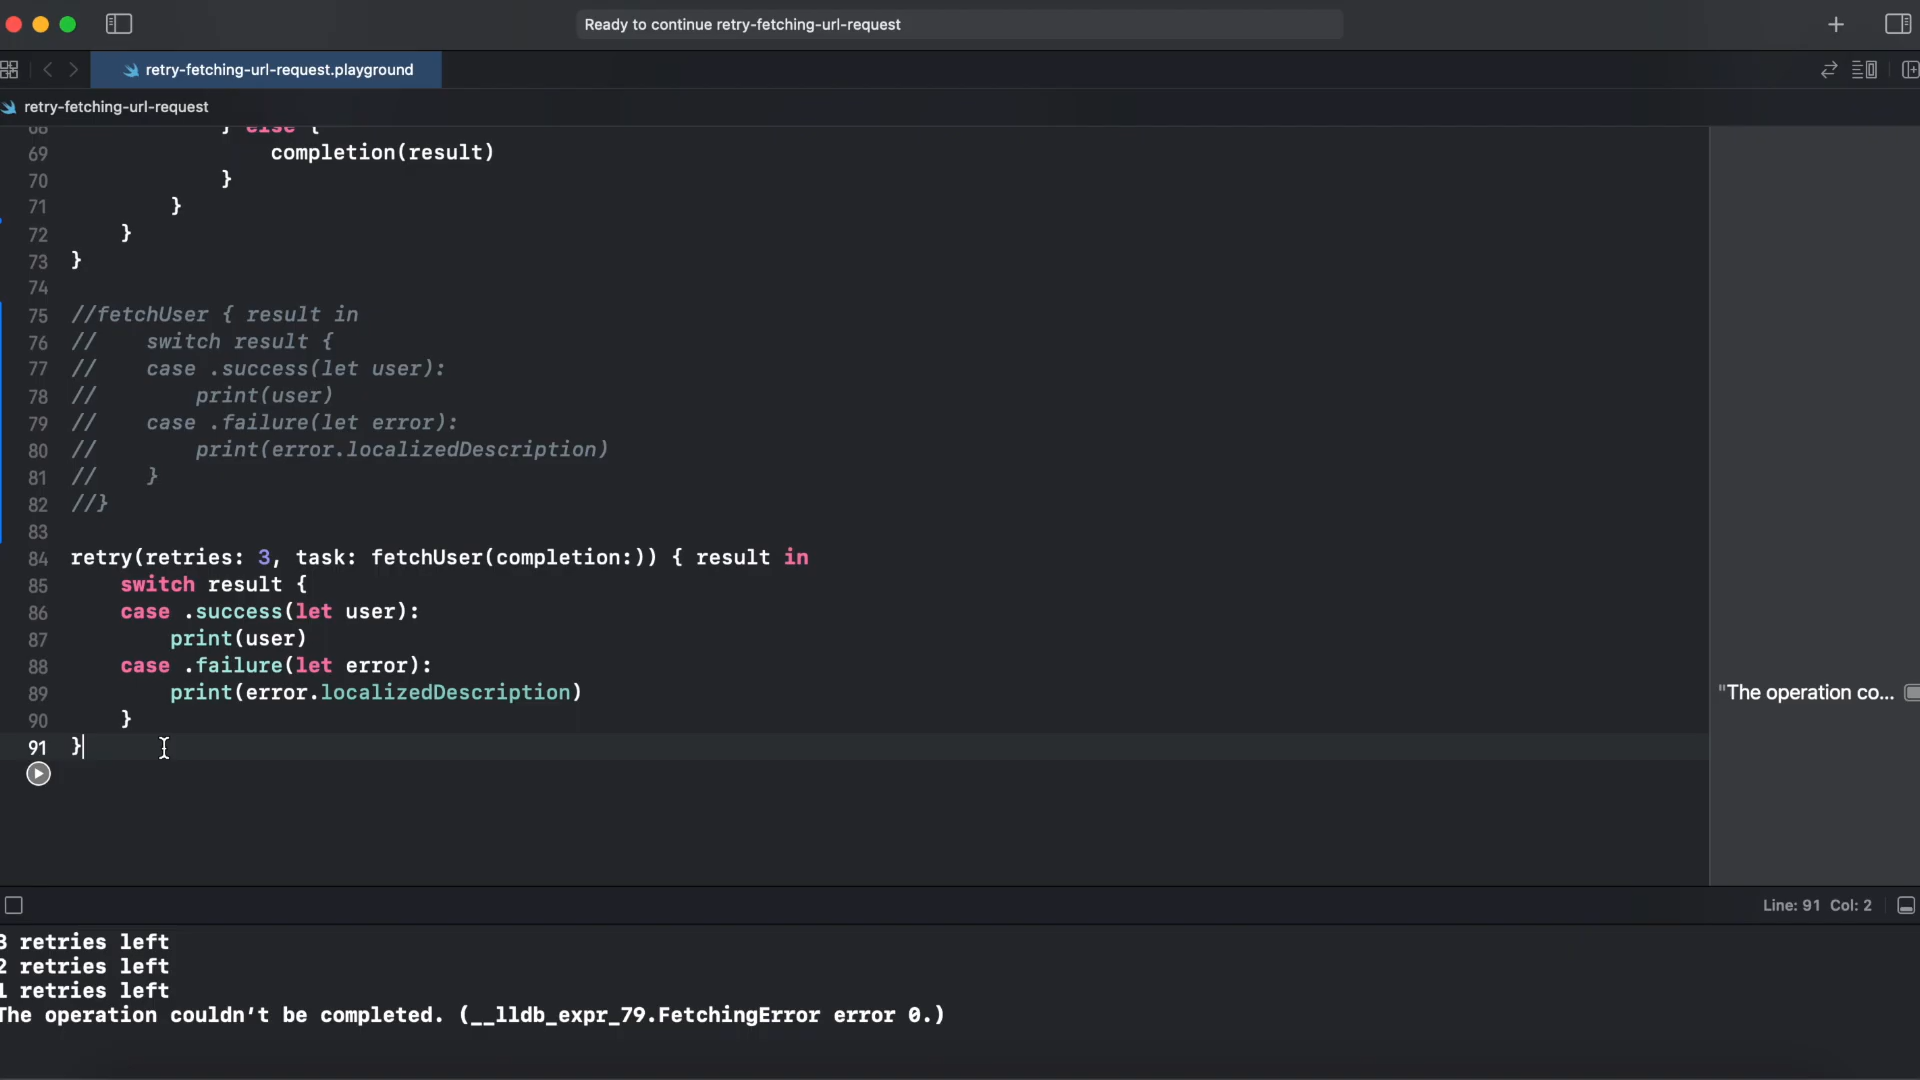 Ready to continue retry-fetching-url-request
retry-fetching-url-request.playground
retry-fetching-url-request
68 } else {
69 completion(result)
70 }
71 }
72 }
73 }
74
75 //fetchUser { result in
76 // switch result {
77 // case .success(let user):
78 // print(user)
79 // case .failure(let error):
80 // print(error.localizedDescription)
81 // }
82 //}
83
84 retry(retries: 3, task: fetchUser(completion:)) { result in
85 switch result {
86 case .success(let user):
87 print(user)
88 case .failure(let error):
89 print(error.localizedDescription)
"The operation co...
90 }
91 }
Line: 91 Col: 2
3 retries left
2 retries left
1 retries left
The operation couldn't be completed. (__lldb_expr_79.FetchingError error 0.)